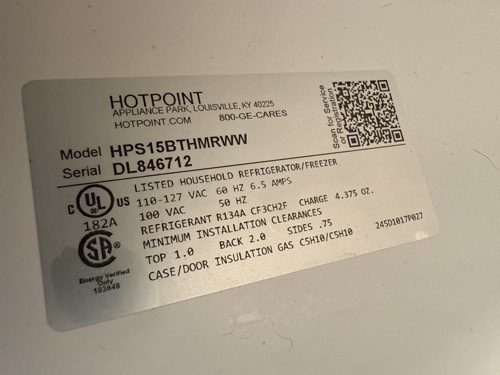 HOTPOINT
APPLIANCE PARK, LOUISVILLE, KY 40225
HOTPOINT.COM 800-GE-CARES
Scan for Service
or Registration
Model HPS15BTHMRWW
Serial DL846712
C UL US
182A
LISTED HOUSEHOLD REFRIGERATOR/FREEZER
110-127 VAC 60 HZ 6.5 AMPS
100 VAC 50 HZ
REFRIGERANT R134A CF3CH2F CHARGE 4.375 OZ.
MINIMUM INSTALLATION CLEARANCES
TOP 1.0 BACK 2.0 SIDES .75
CASE/DOOR INSULATION GAS C5H10/C5H10
245D1017P027
SA
Energy Verified
Only
183848